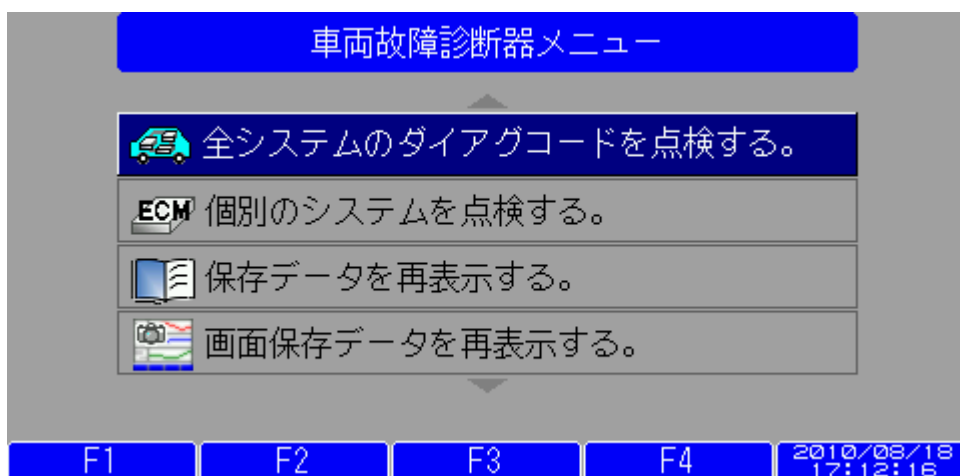 車両故障診断器メニュー
全システムのダイアグコードを点検する。
ECM 個別のシステムを点検する。
保存データを再表示する。
画面保存データを再表示する。
F1 F2 F3 F4 2010/08/18
17:12:16